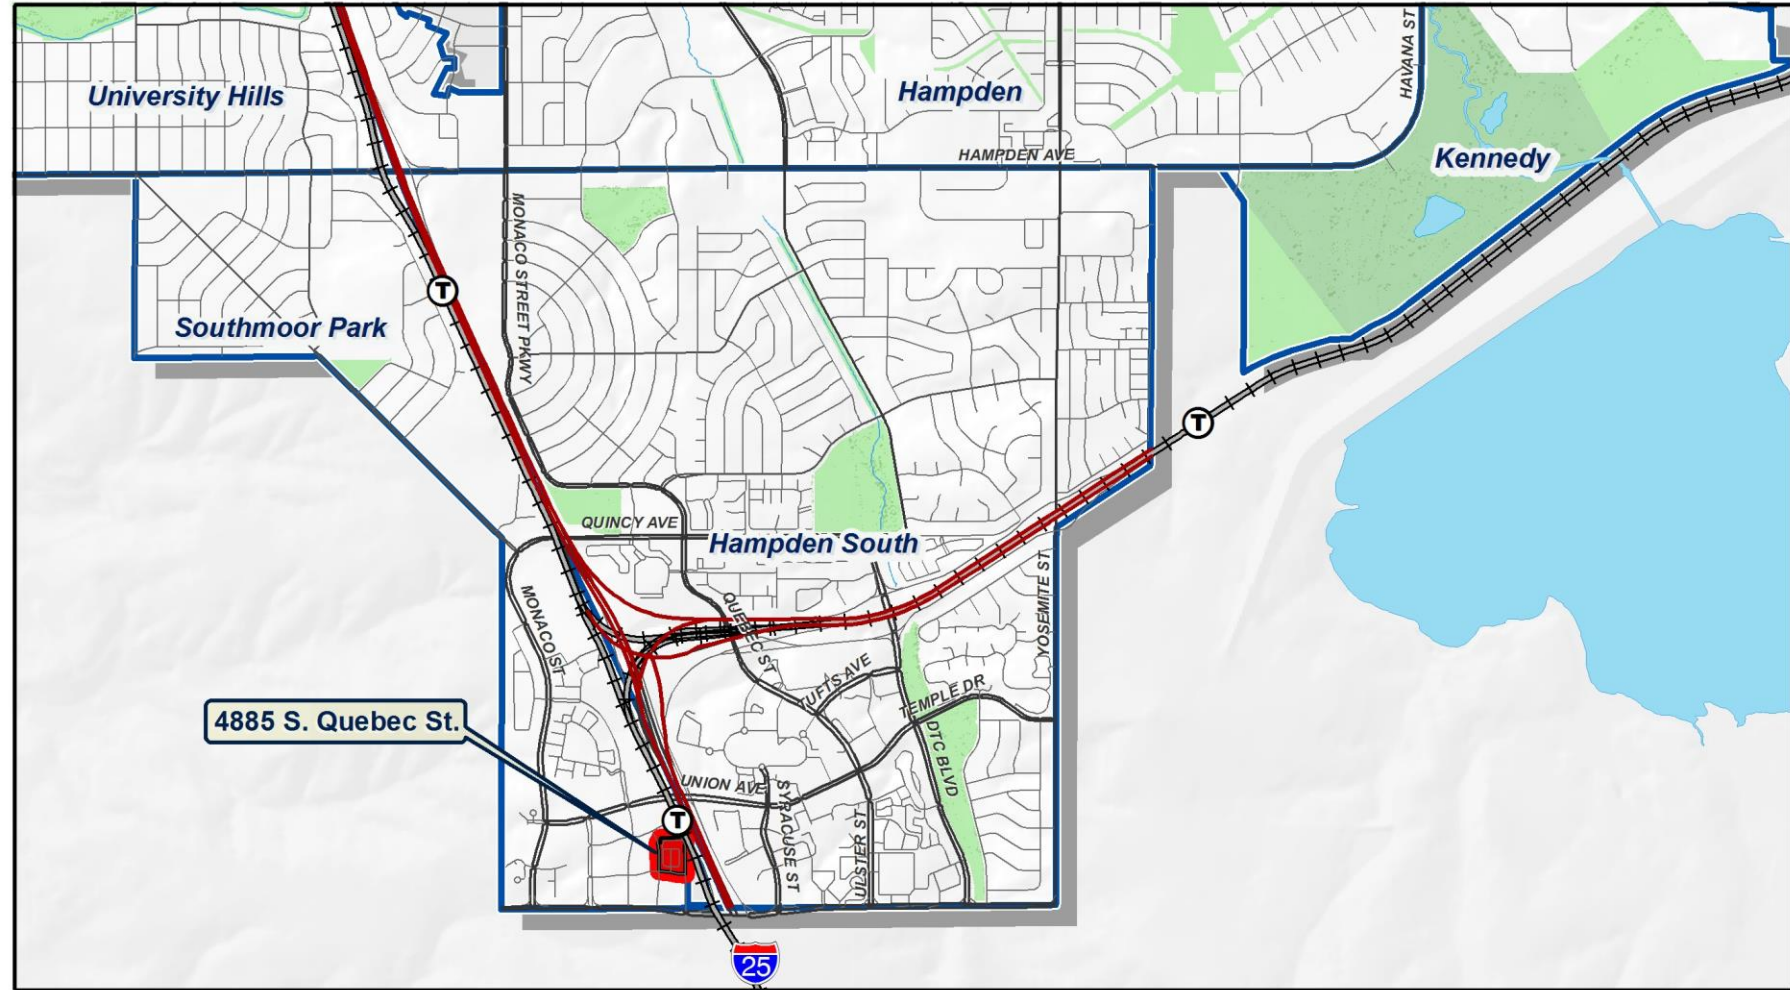 HAVANA ST
University Hills
Hampden
HAMPDEN AVE
Kennedy
MONACO STREET PKWY
T
Southmoor Park
T
QUINCY AVE
Hampden South
MONACO ST
QUEBEC ST
YOSEMITE ST
TUFTS AVE
TEMPLE DR
4885 S. Quebec St.
DTC BLVD
UNION AVE
SYRACUSE ST
ULSTER ST
T
25